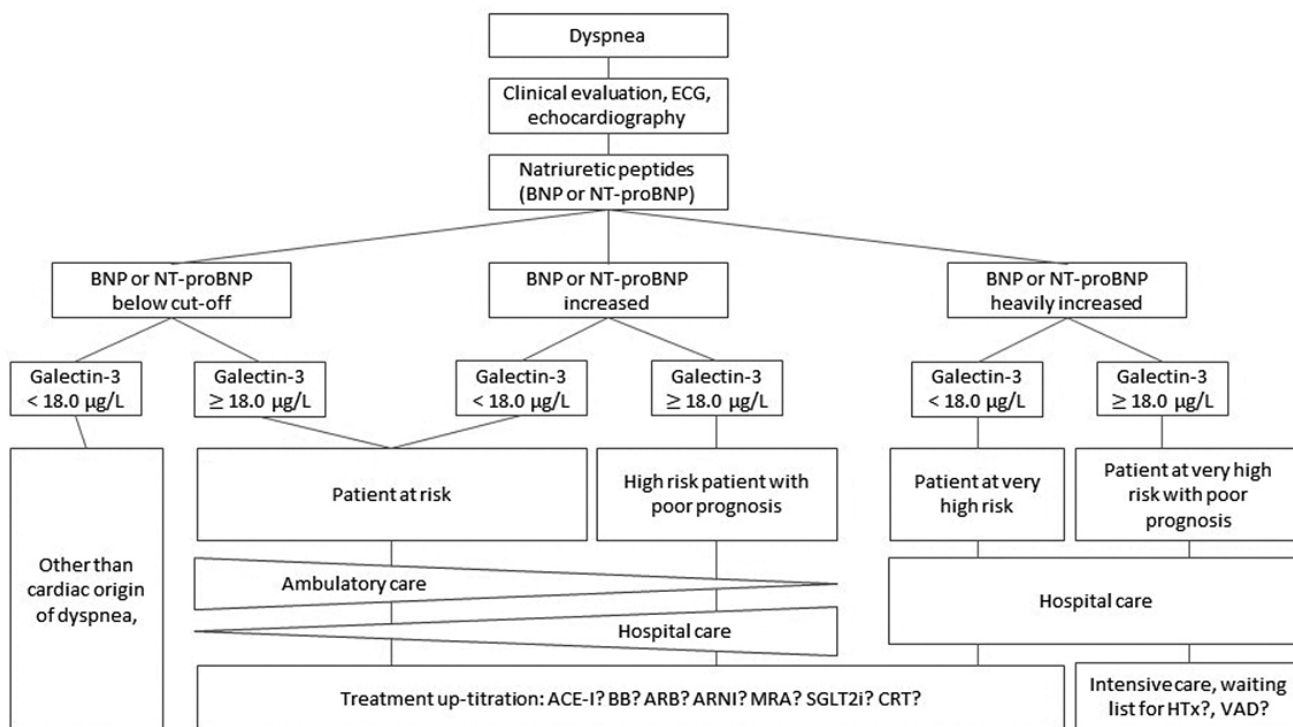 Dyspnea
Clinical evaluation, ECG,
echocardiography
Natriuretic peptides
(BNP or NT-proBNP)
BNP or NT-proBNP
below cut-off
BNP or NT-proBNP
increased
BNP or NT-proBNP
heavily increased
Galectin-3
< 18.0 µg/L
Galectin-3
≥ 18.0 µg/L
Galectin-3
< 18.0 µg/L
Galectin-3
≥ 18.0 µg/L
Galectin-3
< 18.0 µg/L
Galectin-3
≥ 18.0 µg/L
Other than
cardiac origin
of dyspnea,
Patient at risk
High risk patient with
poor prognosis
Patient at very
high risk
Patient at very high
risk with poor
prognosis
Ambulatory care
Hospital care
Hospital care
Treatment up-titration: ACE-I? BB? ARB? ARNI? MRA? SGLT2i? CRT?
Intensive care, waiting
list for HTx?, VAD?